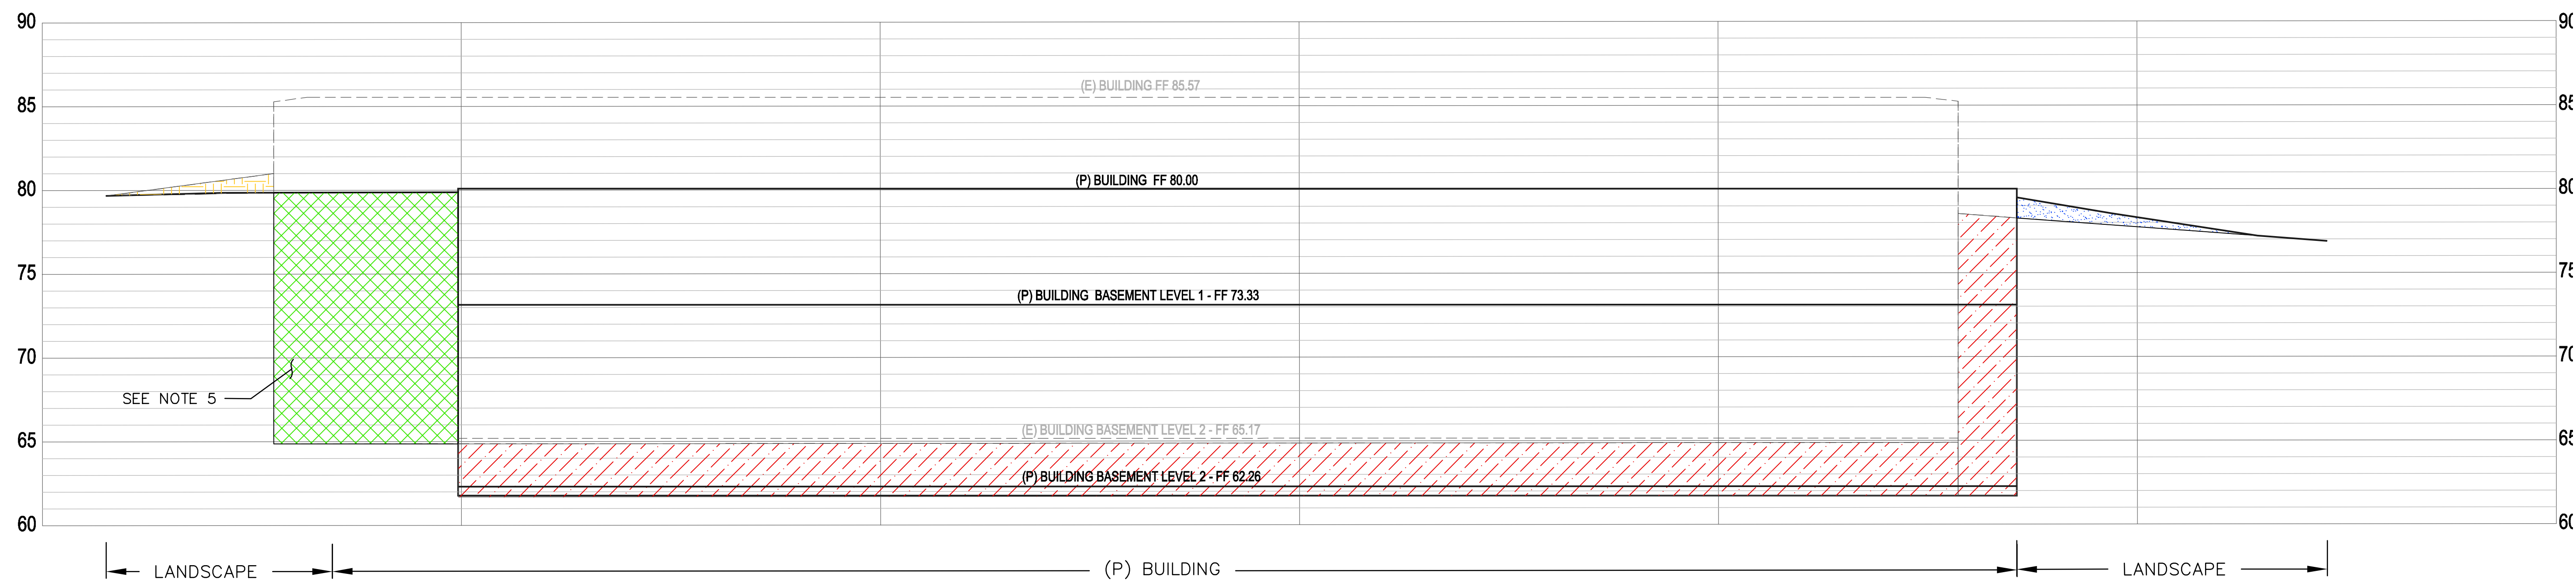 90
90
(E) BUILDING FF 85.57
85
85
(P) BUILDING FF 80.00
80
80
75
75
(P) BUILDING BASEMENT LEVEL 1 - FF 73.33
70
70
SEE NOTE 5
(E) BUILDING BASEMENT LEVEL 2 - FF 65.17
65
65
(P) BUILDING BASEMENT LEVEL 2 - FF 62.26
60
60
LANDSCAPE
(P) BUILDING
LANDSCAPE